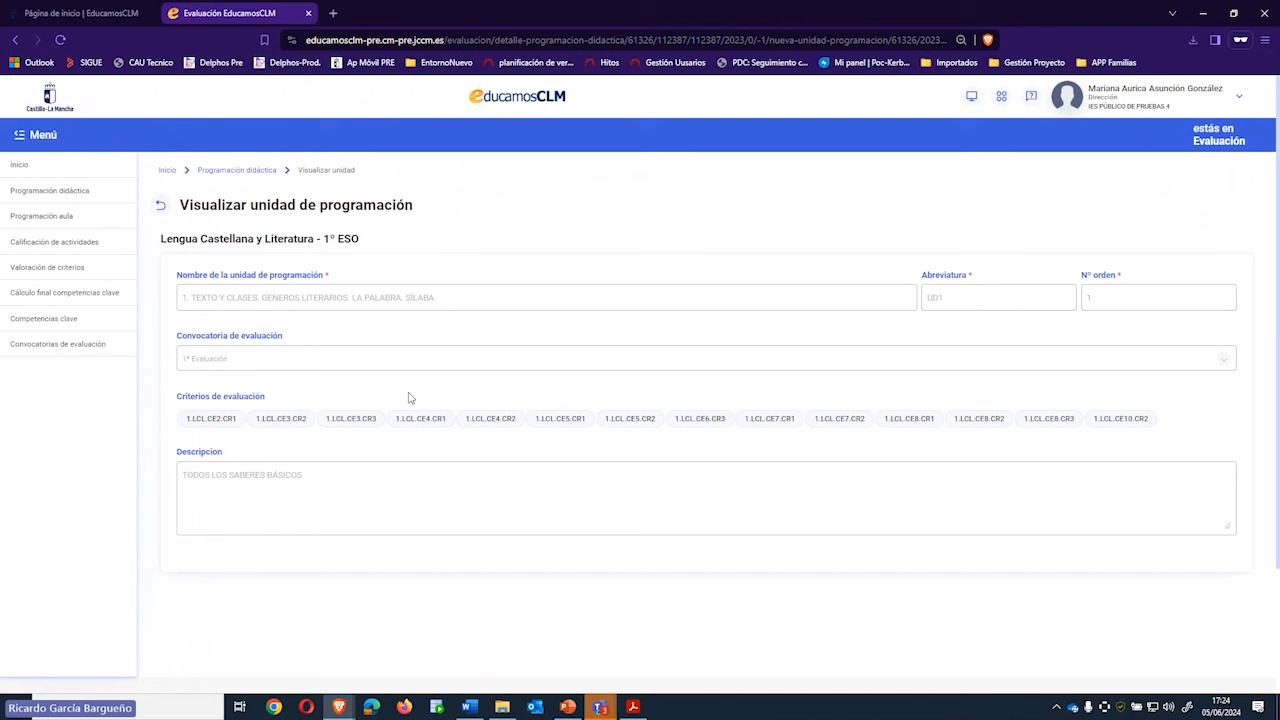 Página de inicio | EducamosCLM
Evaluación EducamosCLM
educamosclm-pre.cm-pre.jccm.es/evaluacion/detalle-programacion-didactica/61326/112387/112387/2023/0/-1/nueva-unidad-programacion/61326/2023...
Outlook
SIGUE
CAU Tecnico
Delphos Pre.
Delphos-Prod.
Ap Móvil PRE
EntornoNuevo
planificación de ver...
Hitos
Gestión Usuarios
PDC: Seguimiento c...
Mi panel | Poc-Kerb...
Importados
Gestión Proyecto
APP Familias
Castilla-La Mancha
educamosCLM
Mariana Aurica Asunción González
Dirección
IES PÚBLICO DE PRUEBAS 4
Menú
estás en
Evaluación
Inicio
Programación didáctica
Programación aula
Calificación de actividades
Valoración de criterios
Cálculo final competencias clave
Competencias clave
Convocatorias de evaluación
Inicio > Programación didáctica > Visualizar unidad
Visualizar unidad de programación
Lengua Castellana y Literatura - 1º ESO
Nombre de la unidad de programación *
1. TEXTO Y CLASES. GÉNEROS LITERARIOS. LA PALABRA. SÍLABA.
Abreviatura *
UD1
Nº orden *
1
Convocatoria de evaluación
1ª Evaluación
Criterios de evaluación
1.LCL.CE2.CR1 1.LCL.CE3.CR2 1.LCL.CE3.CR3 1.LCL.CE4.CR1 1.LCL.CE4.CR2 1.LCL.CE5.CR1 1.LCL.CE5.CR2 1.LCL.CE6.CR3 1.LCL.CE7.CR1 1.LCL.CE7.CR2 1.LCL.CE8.CR1 1.LCL.CE8.CR2 1.LCL.CE8.CR3 1.LCL.CE10.CR2
Descripcion
TODOS LOS SABERES BÁSICOS
Ricardo García Bargueño
17:24
05/06/2024